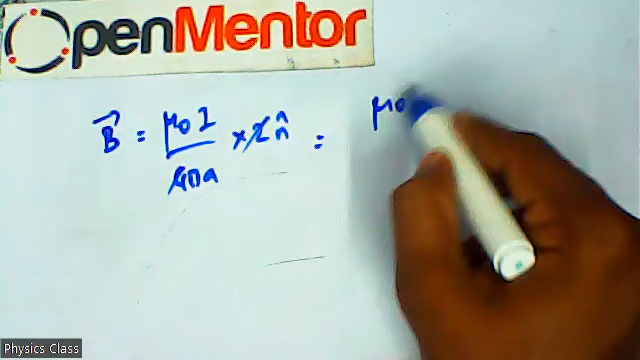 OpenMentor
B⃗ = μ₀ I / 4πa × 2 n̂ = μ₀
Physics Class